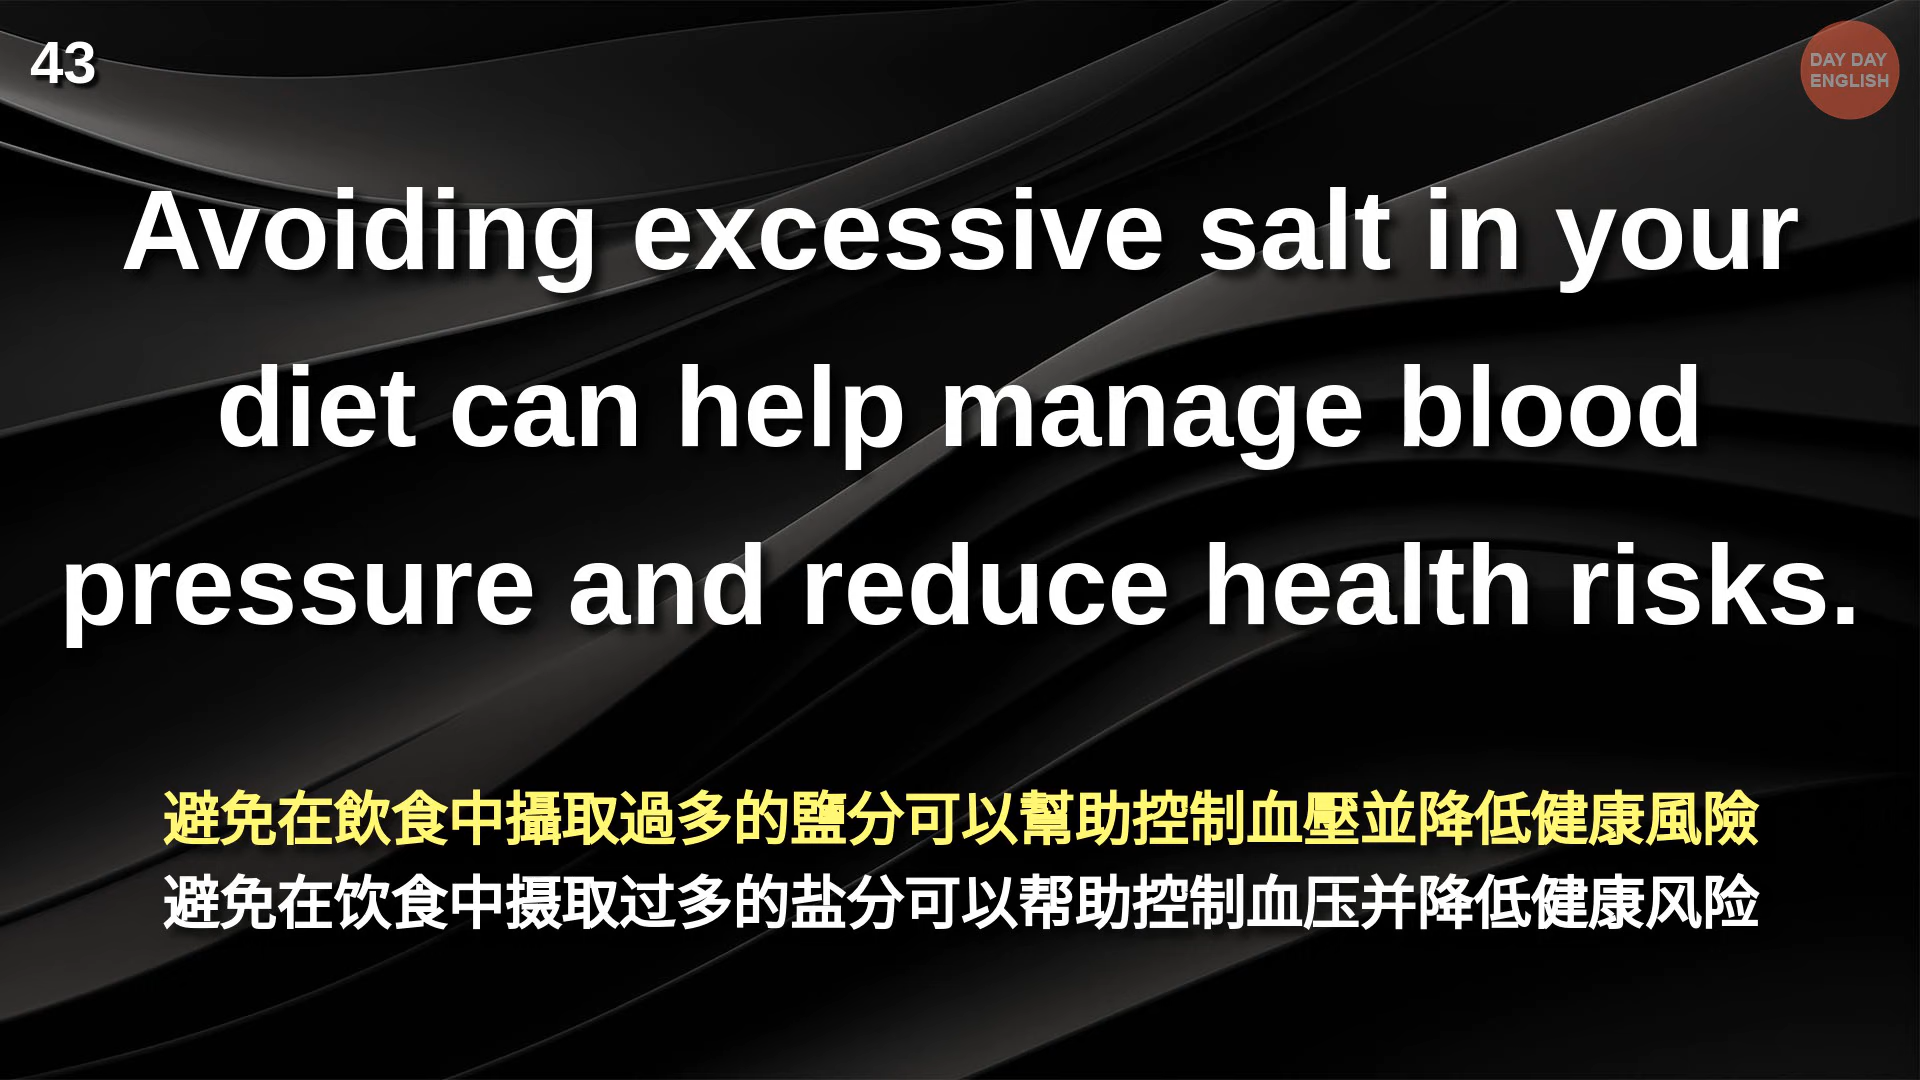 43
DAY DAY
ENGLISH
Avoiding excessive salt in your
diet can help manage blood
pressure and reduce health risks.
避免在飲食中攝取過多的鹽分可以幫助控制血壓並降低健康風險
避免在饮食中摄取过多的盐分可以帮助控制血压并降低健康风险